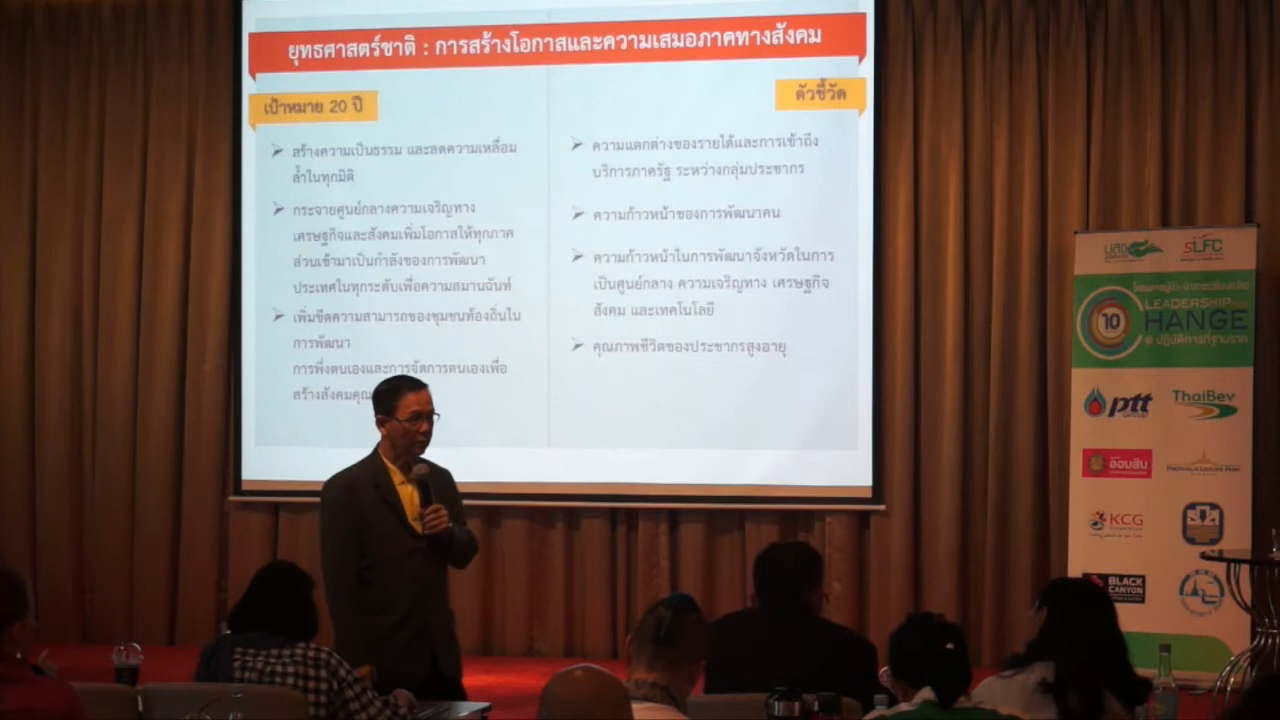 ยุทธศาสตร์ชาติ : การสร้างโอกาสและความเสมอภาคทางสังคม
เป้าหมาย 20 ปี
สร้างความเป็นธรรม และลดความเหลื่อม
ล้ำในทุกมิติ
กระจายศูนย์กลางความเจริญทาง
เศรษฐกิจและสังคมเพิ่มโอกาสให้ทุกภาค
ส่วนเข้ามาเป็นกำลังของการพัฒนา
ประเทศในทุกระดับเพื่อความสมานฉันท์
เพิ่มขีดความสามารถของชุมชนท้องถิ่นใน
การพัฒนา
การพึ่งตนเองและการจัดการตนเองเพื่อ
สร้างสังคมคุณ
ตัวชี้วัด
ความแตกต่างของรายได้และการเข้าถึง
บริการภาครัฐ ระหว่างกลุ่มประชากร
ความก้าวหน้าของการพัฒนาคน
ความก้าวหน้าในการพัฒนาจังหวัดในการ
เป็นศูนย์กลาง ความเจริญทาง เศรษฐกิจ
สังคม และเทคโนโลยี
คุณภาพชีวิตของประชากรสูงอายุ
SLFC
LEADERSHIP
10 HANGE
@ ปฏิบัติการที่ฐานราก
ptt
Group
ThaiBev
ออมสิน
KCG
BLACK
CANYON